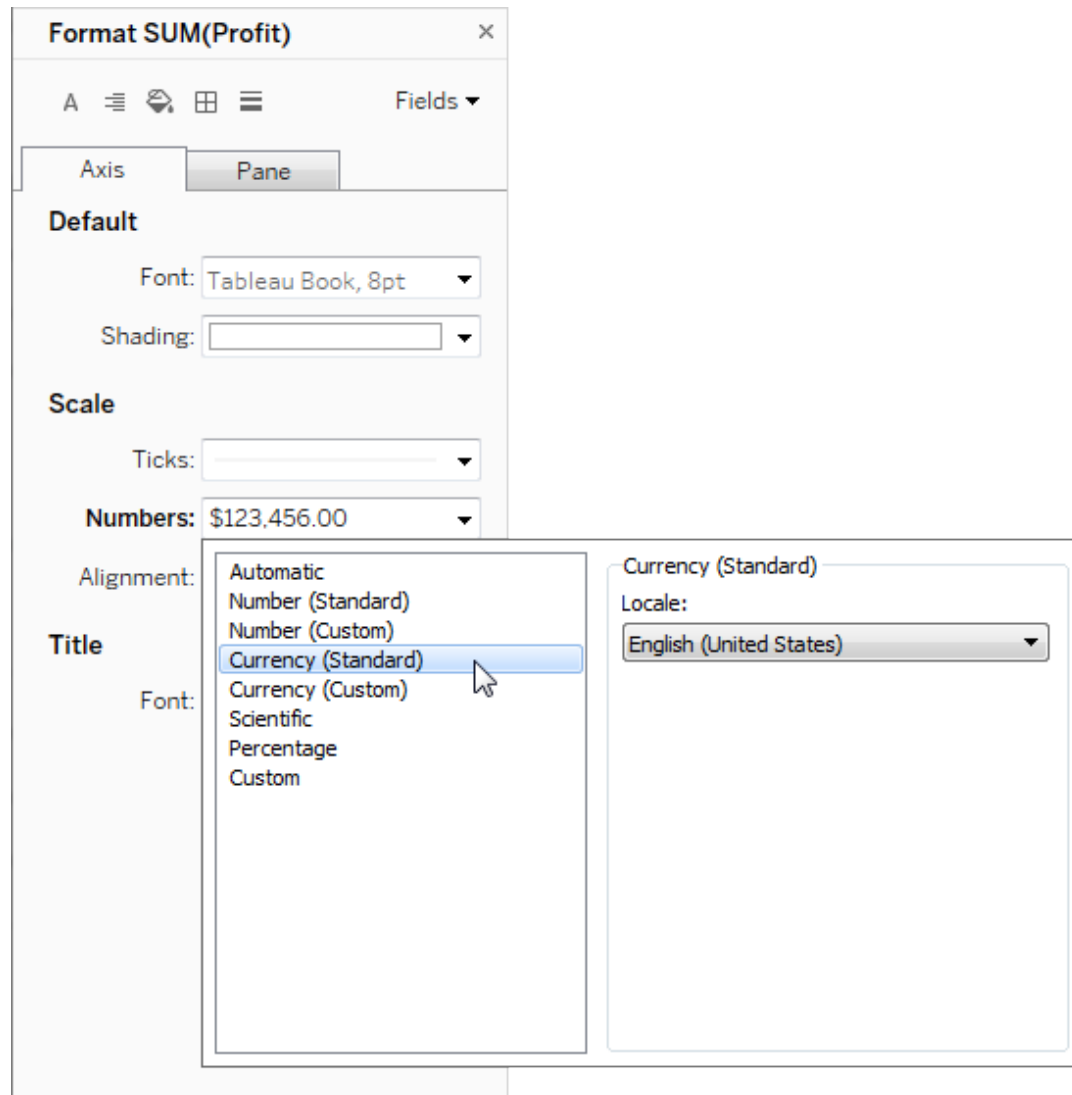 Format SUM(Profit) ×
A Fields
Axis Pane
Default
Font: Tableau Book, 8pt
Shading:
Scale
Ticks:
Numbers: $123,456.00
Alignment:
Title
Font:
Automatic
Number (Standard)
Number (Custom)
Currency (Standard)
Currency (Custom)
Scientific
Percentage
Custom
Currency (Standard)
Locale:
English (United States)